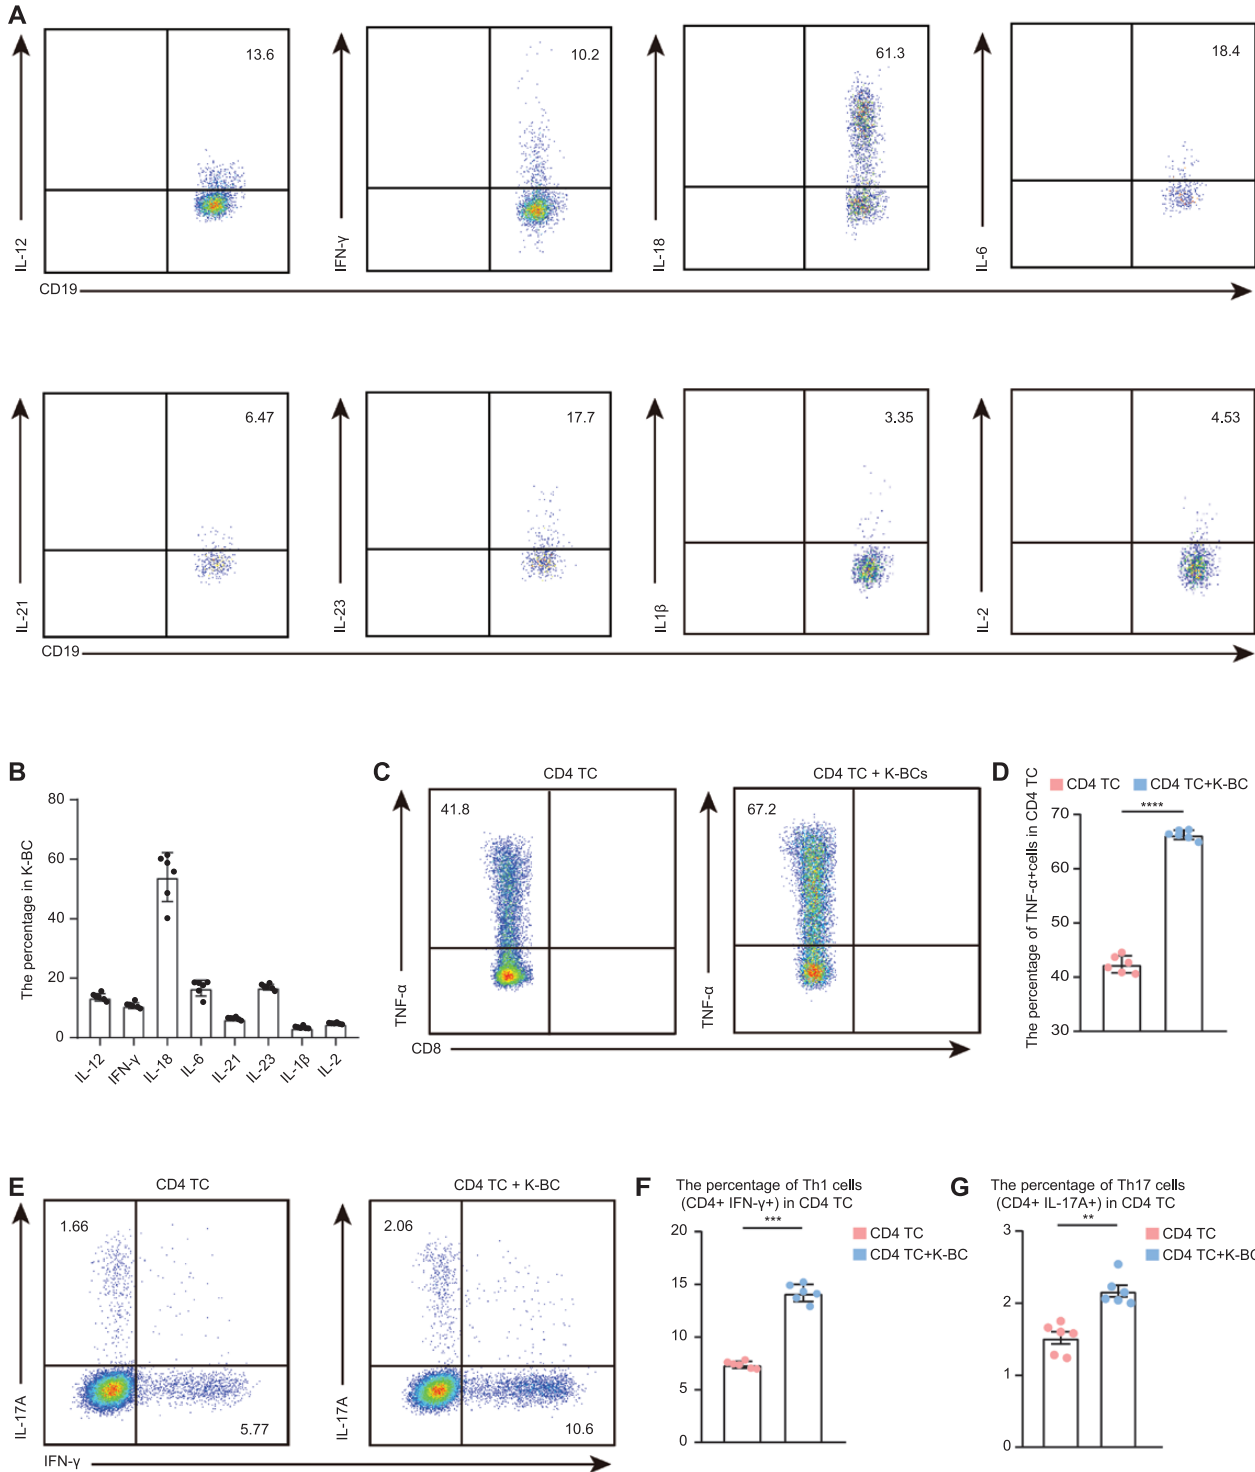 A
13.6
10.2
61.3
18.4
IL-12
IFN-γ
IL-18
IL-6
CD19
6.47
17.7
3.35
4.53
IL-21
IL-23
IL1β
IL-2
CD19
B
The percentage in K-BC
80
60
40
20
0
IL-12
IFN-γ
IL-18
IL-6
IL-21
IL-23
IL-1β
IL-2
C
CD4 TC
CD4 TC + K-BCs
41.8
67.2
TNF-α
TNF-α
CD8
D
CD4 TC
CD4 TC+K-BC
****
The percentage of TNF-α+cells in CD4 TC
70
60
50
40
30
E
CD4 TC
CD4 TC + K-BC
1.66
2.06
IL-17A
IL-17A
5.77
10.6
IFN-γ
F
The percentage of Th1 cells
(CD4+ IFN-γ+) in CD4 TC
***
CD4 TC
CD4 TC+K-BC
20
15
10
5
0
G
The percentage of Th17 cells
(CD4+ IL-17A+) in CD4 TC
**
CD4 TC
CD4 TC+K-BC
3
2
1
0